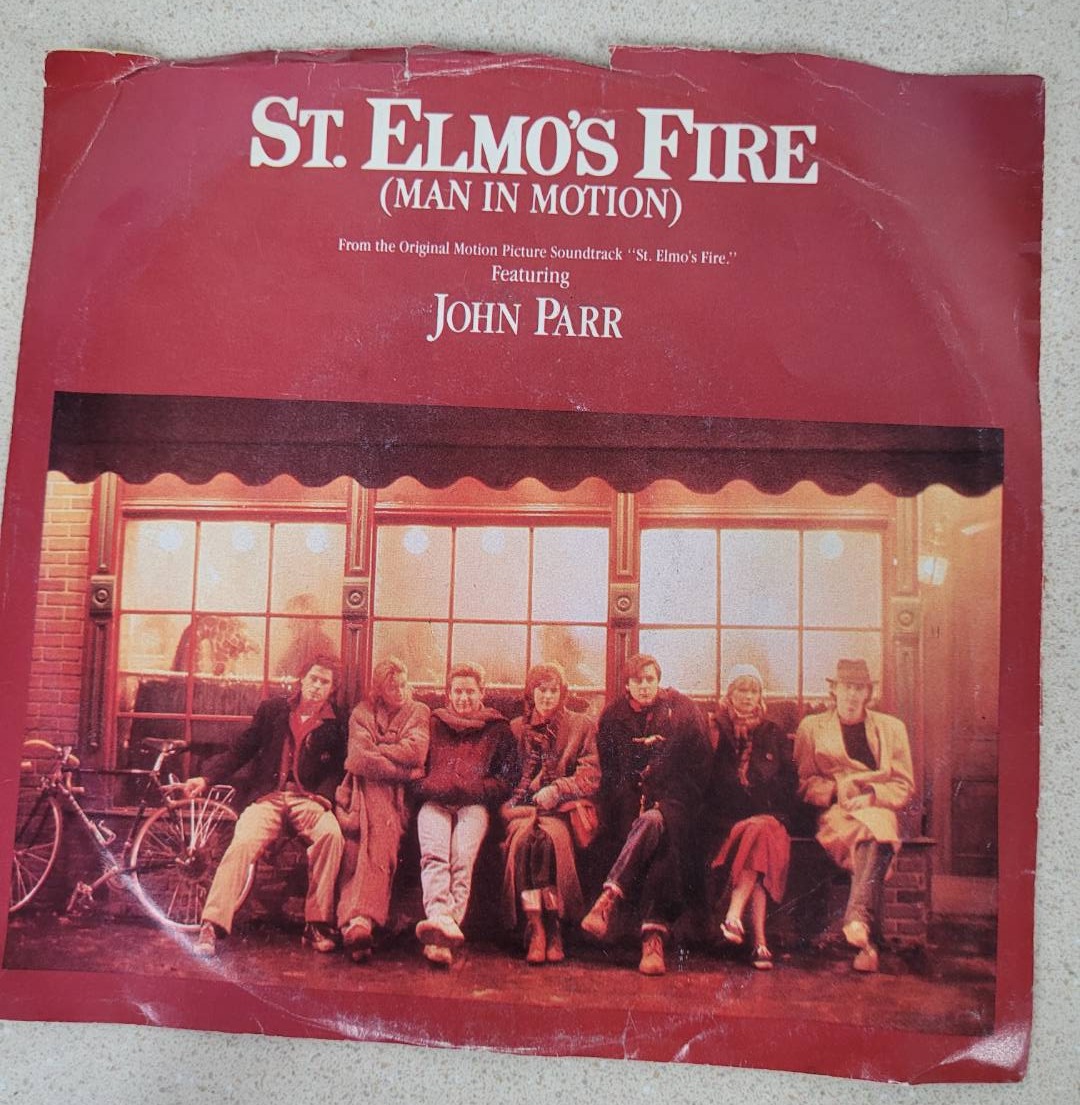 ST. ELMO'S FIRE
(MAN IN MOTION)
From the Original Motion Picture Soundtrack "St. Elmo's Fire."
Featuring
JOHN PARR